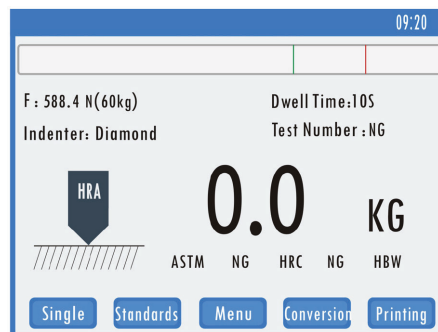 09:20
F: 588.4 N(60kg)
Dwell Time:10S
Indenter: Diamond
Test Number :NG
HRA
0.0 KG
ASTM NG HRC NG HBW
Single Standards Menu Conversion Printing